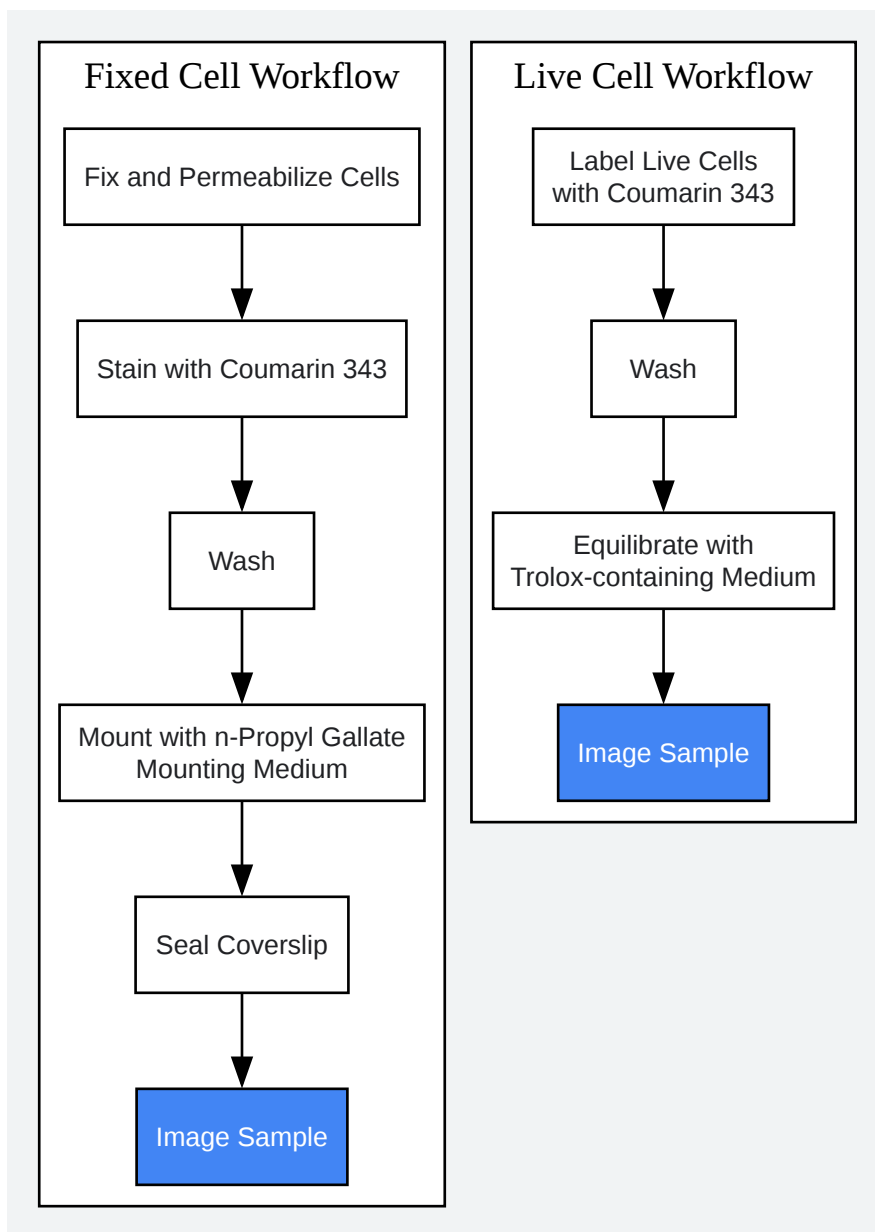 Fixed Cell Workflow
Fix and Permeabilize Cells
Stain with Coumarin 343
Wash
Mount with n-Propyl Gallate
Mounting Medium
Seal Coverslip
Image Sample
Live Cell Workflow
Label Live Cells
with Coumarin 343
Wash
Equilibrate with
Trolox-containing Medium
Image Sample